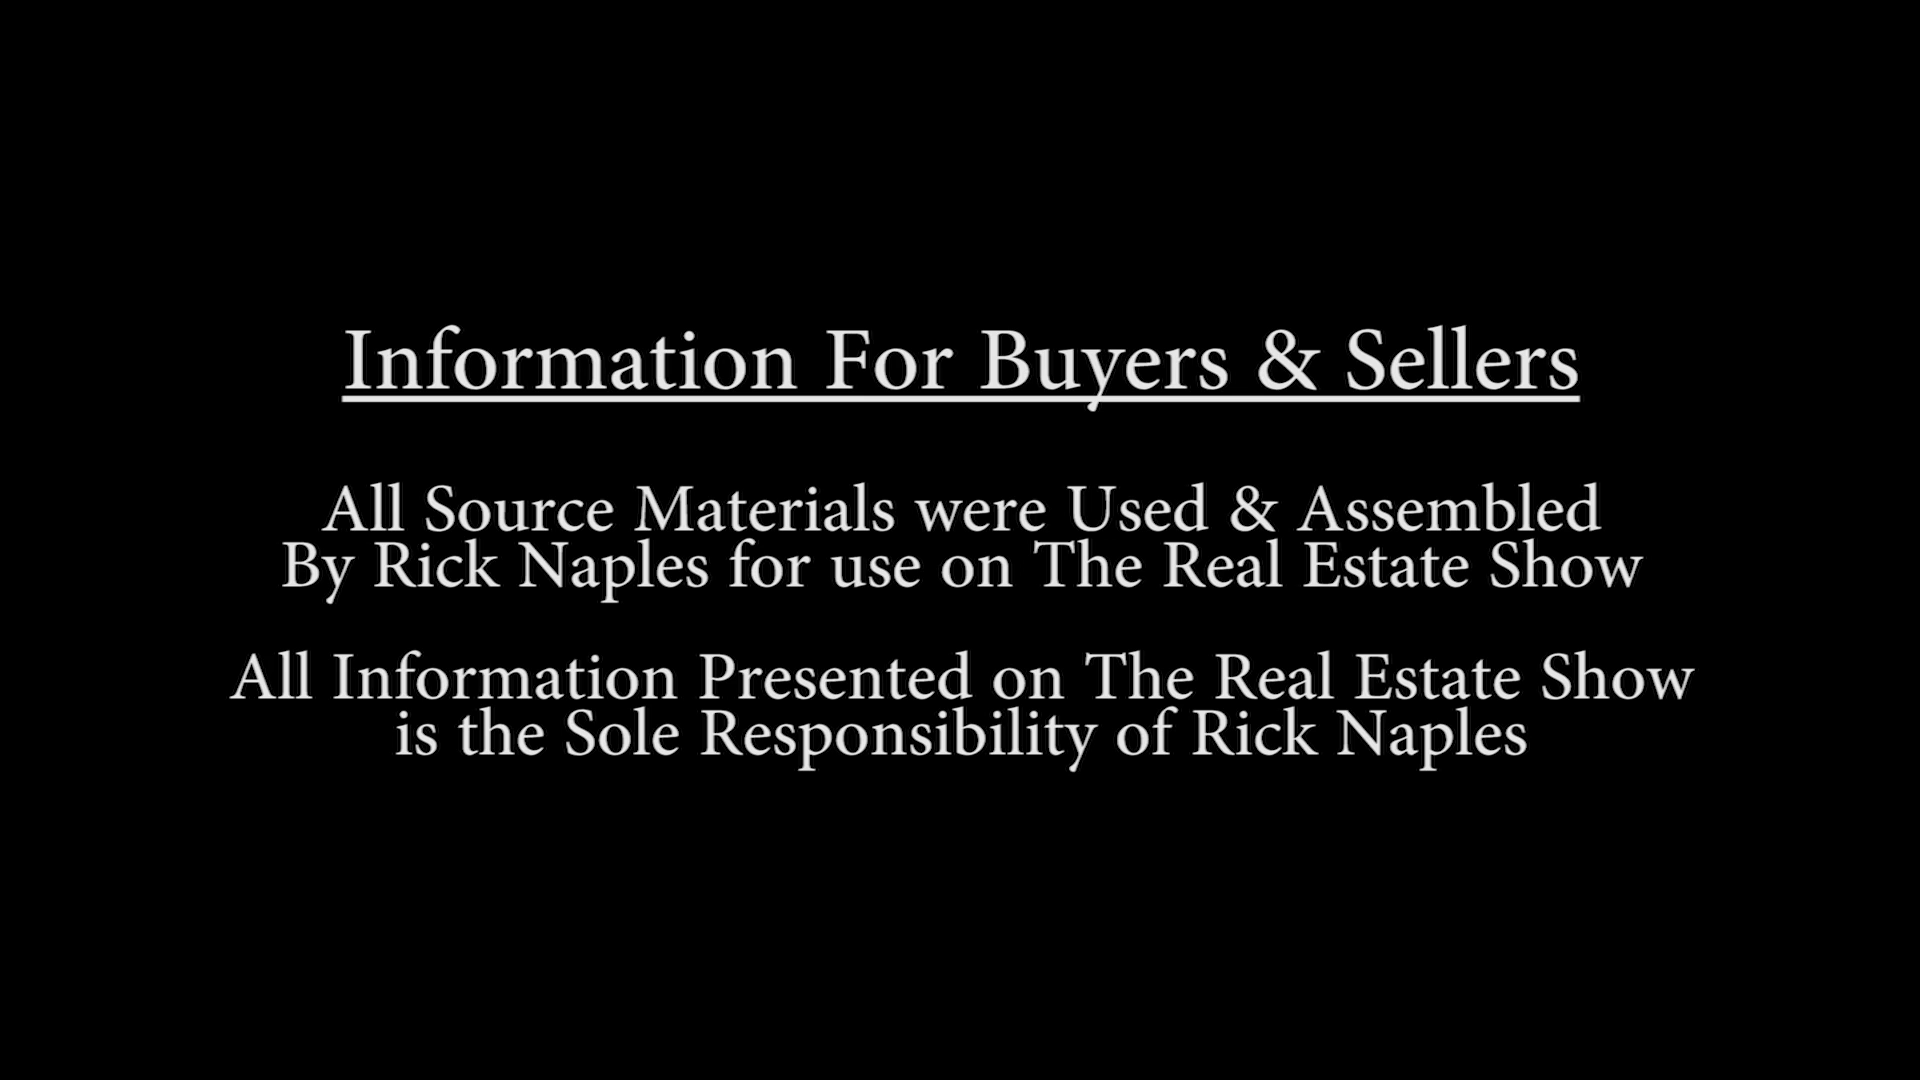 Information For Buyers & Sellers
All Source Materials were Used & Assembled
By Rick Naples for use on The Real Estate Show
All Information Presented on The Real Estate Show
is the Sole Responsibility of Rick Naples